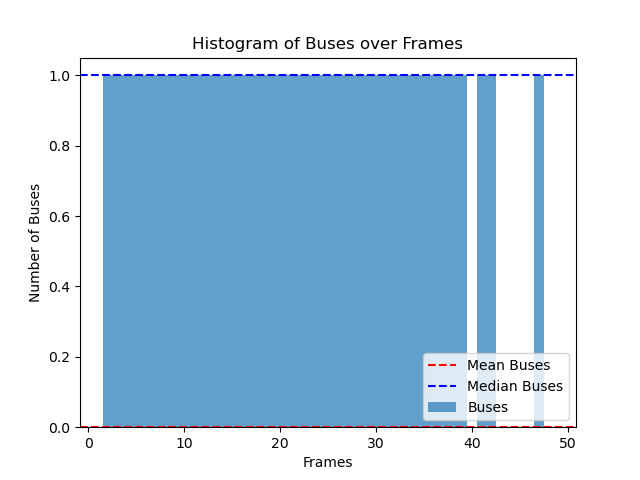 Histogram of Buses over Frames
Number of Buses
1.0
0.8
0.6
0.4
0.2
0.0
Mean Buses
Median Buses
Buses
0 10 20 30 40 50
Frames